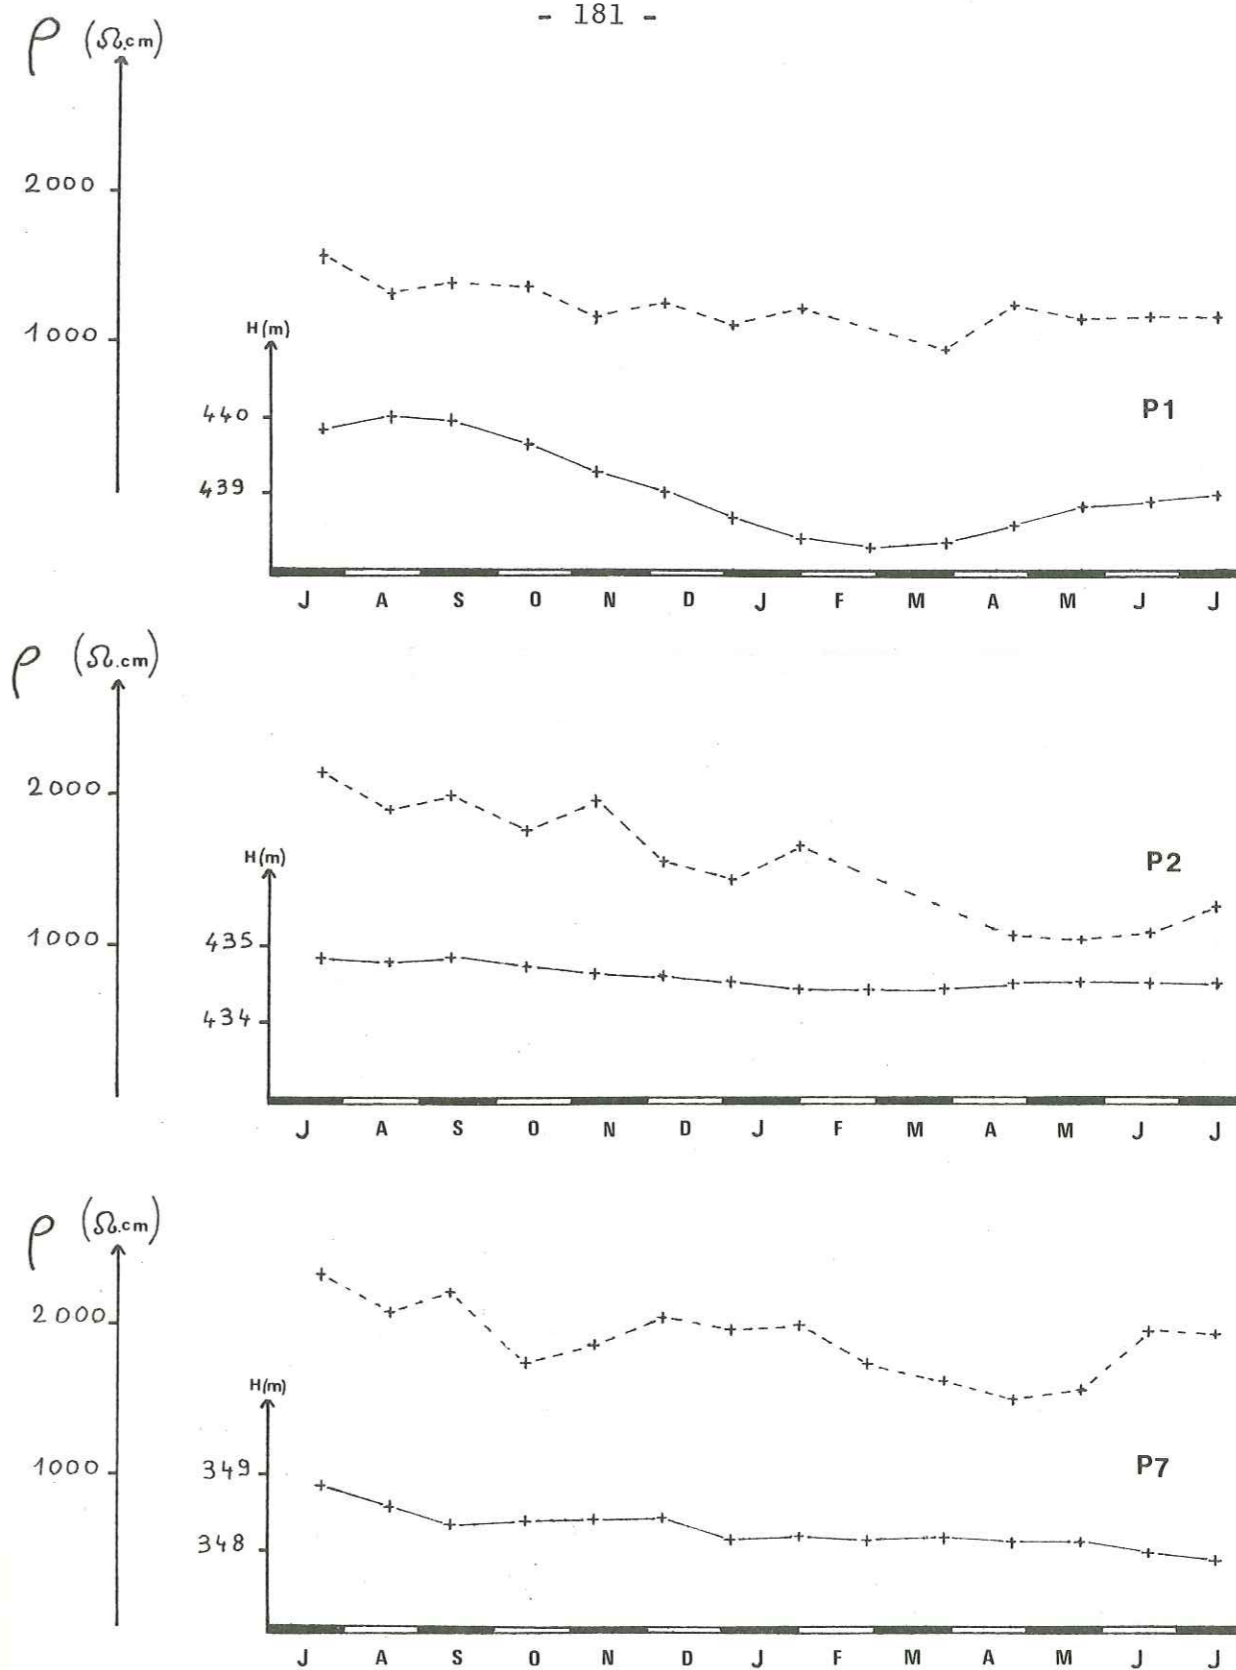 - 181 -
ρ (Ω.cm)
2000
1000
H(m)
440
439
P1
J A S O N D J F M A M J J
ρ (Ω.cm)
2000
1000
H(m)
435
434
P2
J A S O N D J F M A M J J
ρ (Ω.cm)
2000
1000
H(m)
349
348
P7
J A S O N D J F M A M J J